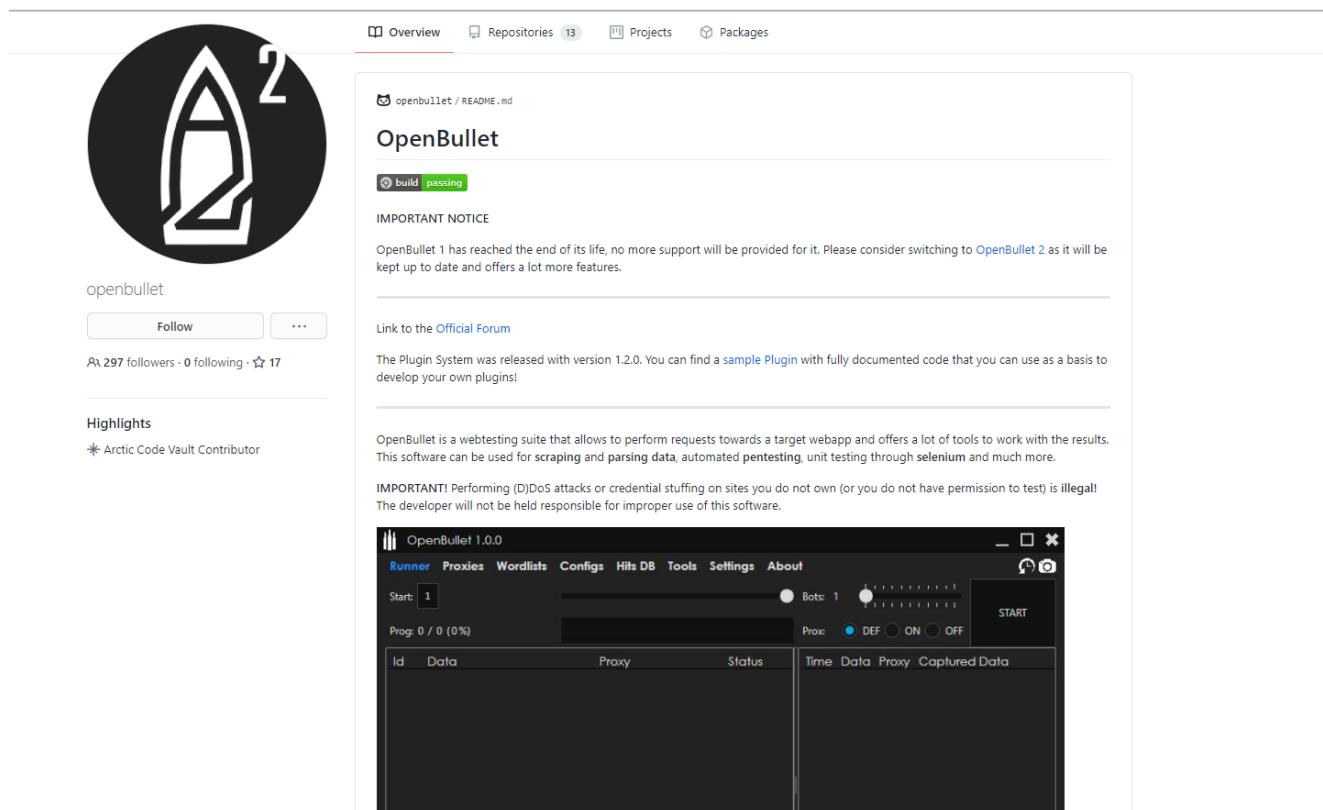 Overview Repositories 13 Projects Packages
2
openbullet / README.md
OpenBullet
build passing
IMPORTANT NOTICE
OpenBullet 1 has reached the end of its life, no more support will be provided for it. Please consider switching to OpenBullet 2 as it will be
kept up to date and offers a lot more features.
openbullet
Follow ...
297 followers · 0 following · 17
Highlights
Arctic Code Vault Contributor
Link to the Official Forum
The Plugin System was released with version 1.2.0. You can find a sample Plugin with fully documented code that you can use as a basis to
develop your own plugins!
OpenBullet is a webtesting suite that allows to perform requests towards a target webapp and offers a lot of tools to work with the results.
This software can be used for scraping and parsing data, automated pentesting, unit testing through selenium and much more.
IMPORTANT! Performing (D)DoS attacks or credential stuffing on sites you do not own (or you do not have permission to test) is illegal!
The developer will not be held responsible for improper use of this software.
OpenBullet 1.0.0
Runner Proxies Wordlists Configs Hits DB Tools Settings About
Start: 1 Bots: 1 START
Prog: 0 / 0 (0%) Prox: DEF ON OFF
Id Data Proxy Status Time Data Proxy Captured Data